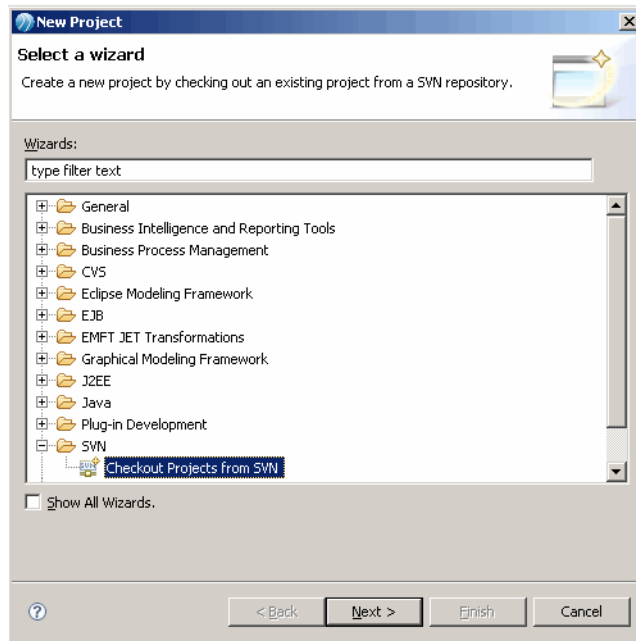 New Project
Select a wizard
Create a new project by checking out an existing project from a SVN repository.
Wizards:
type filter text
General
Business Intelligence and Reporting Tools
Business Process Management
CVS
Eclipse Modeling Framework
EJB
EMFT JET Transformations
Graphical Modeling Framework
J2EE
Java
Plug-in Development
SVN
Checkout Projects from SVN
Show All Wizards.
< Back Next > Finish Cancel